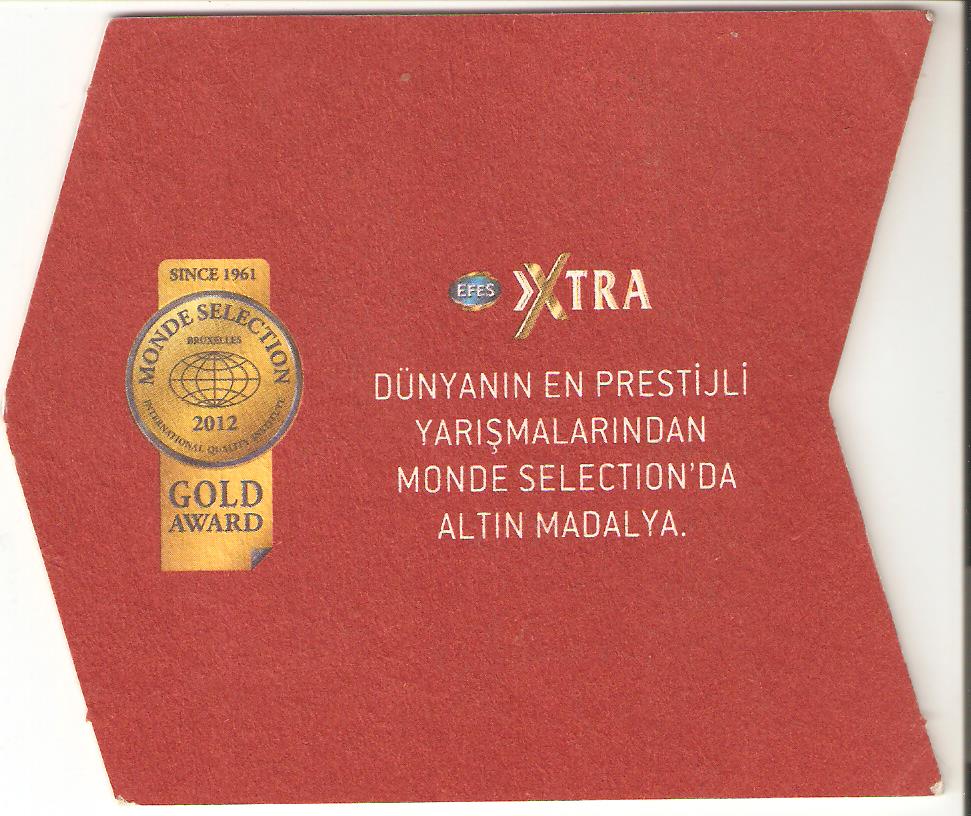 SINCE 1961
MONDE SELECTION
BRUXELLES
2012
INTERNATIONAL QUALITY INSTITUTE
GOLD
AWARD
EFES XTRA
DÜNYANIN EN PRESTİJLİ
YARIŞMALARINDAN
MONDE SELECTION'DA
ALTIN MADALYA.